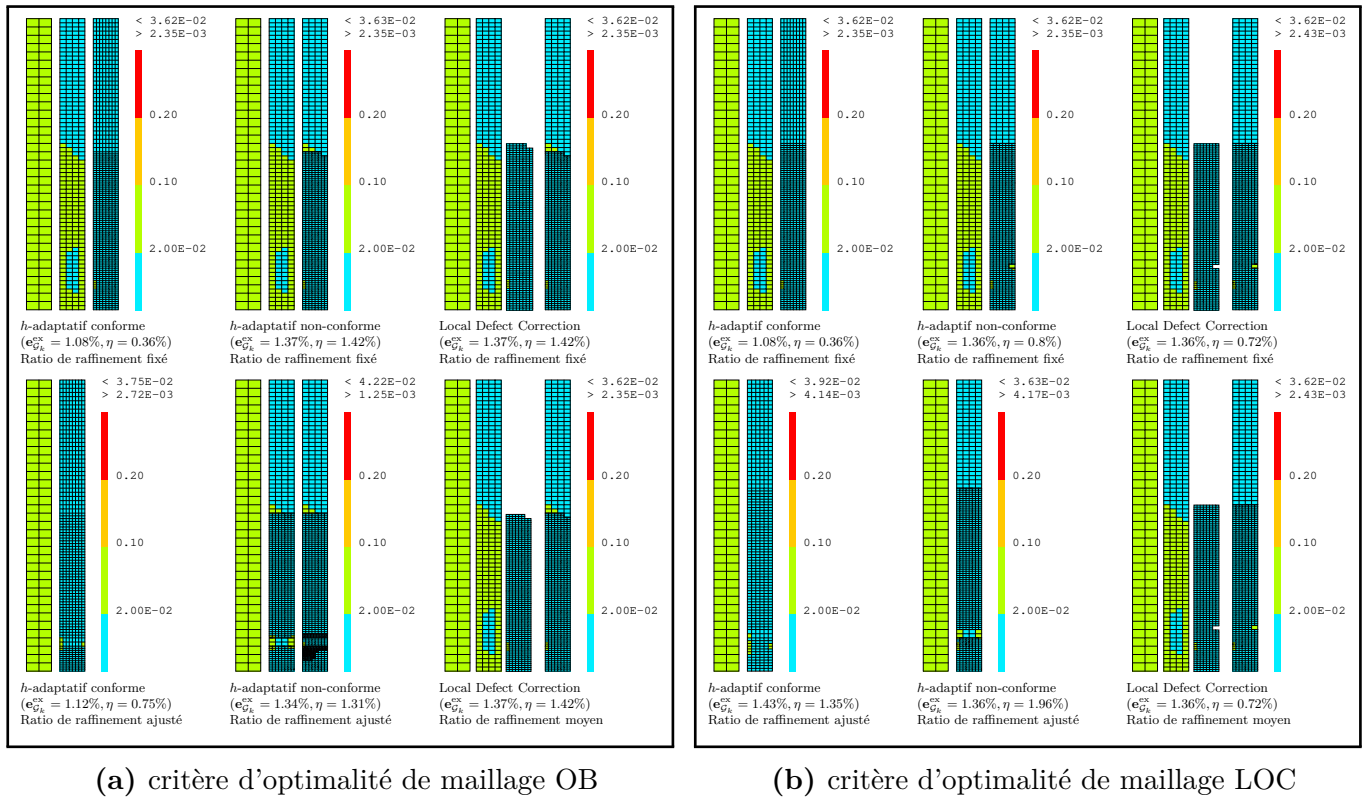 < 3.62E-02
> 2.35E-03
0.20
0.10
2.00E-02
h-adaptatif conforme
(e^ex_𝒢k = 1.08%, η = 0.36%)
Ratio de raffinement fixé
< 3.63E-02
> 2.35E-03
0.20
0.10
2.00E-02
h-adaptatif non-conforme
(e^ex_𝒢k = 1.37%, η = 1.42%)
Ratio de raffinement fixé
< 3.62E-02
> 2.35E-03
0.20
0.10
2.00E-02
Local Defect Correction
(e^ex_𝒢k = 1.37%, η = 1.42%)
Ratio de raffinement fixé
< 3.75E-02
> 2.72E-03
0.20
0.10
2.00E-02
h-adaptatif conforme
(e^ex_𝒢k = 1.12%, η = 0.75%)
Ratio de raffinement ajusté
< 4.22E-02
> 1.25E-03
0.20
0.10
2.00E-02
h-adaptatif non-conforme
(e^ex_𝒢k = 1.34%, η = 1.31%)
Ratio de raffinement ajusté
< 3.62E-02
> 2.35E-03
0.20
0.10
2.00E-02
Local Defect Correction
(e^ex_𝒢k = 1.37%, η = 1.42%)
Ratio de raffinement moyen
(a) critère d'optimalité de maillage OB
< 3.62E-02
> 2.35E-03
0.20
0.10
2.00E-02
h-adaptatif conforme
(e^ex_𝒢k = 1.08%, η = 0.36%)
Ratio de raffinement fixé
< 3.62E-02
> 2.35E-03
0.20
0.10
2.00E-02
h-adaptatif non-conforme
(e^ex_𝒢k = 1.36%, η = 0.8%)
Ratio de raffinement fixé
< 3.62E-02
> 2.43E-03
0.20
0.10
2.00E-02
Local Defect Correction
(e^ex_𝒢k = 1.36%, η = 0.72%)
Ratio de raffinement fixé
< 3.92E-02
> 4.14E-03
0.20
0.10
2.00E-02
h-adaptif conforme
(e^ex_𝒢k = 1.43%, η = 1.35%)
Ratio de raffinement ajusté
< 3.63E-02
> 4.17E-03
0.20
0.10
2.00E-02
h-adaptatif non-conforme
(e^ex_𝒢k = 1.36%, η = 1.96%)
Ratio de raffinement ajusté
< 3.62E-02
> 2.43E-03
0.20
0.10
2.00E-02
Local Defect Correction
(e^ex_𝒢k = 1.36%, η = 0.72%)
Ratio de raffinement moyen
(b) critère d'optimalité de maillage LOC